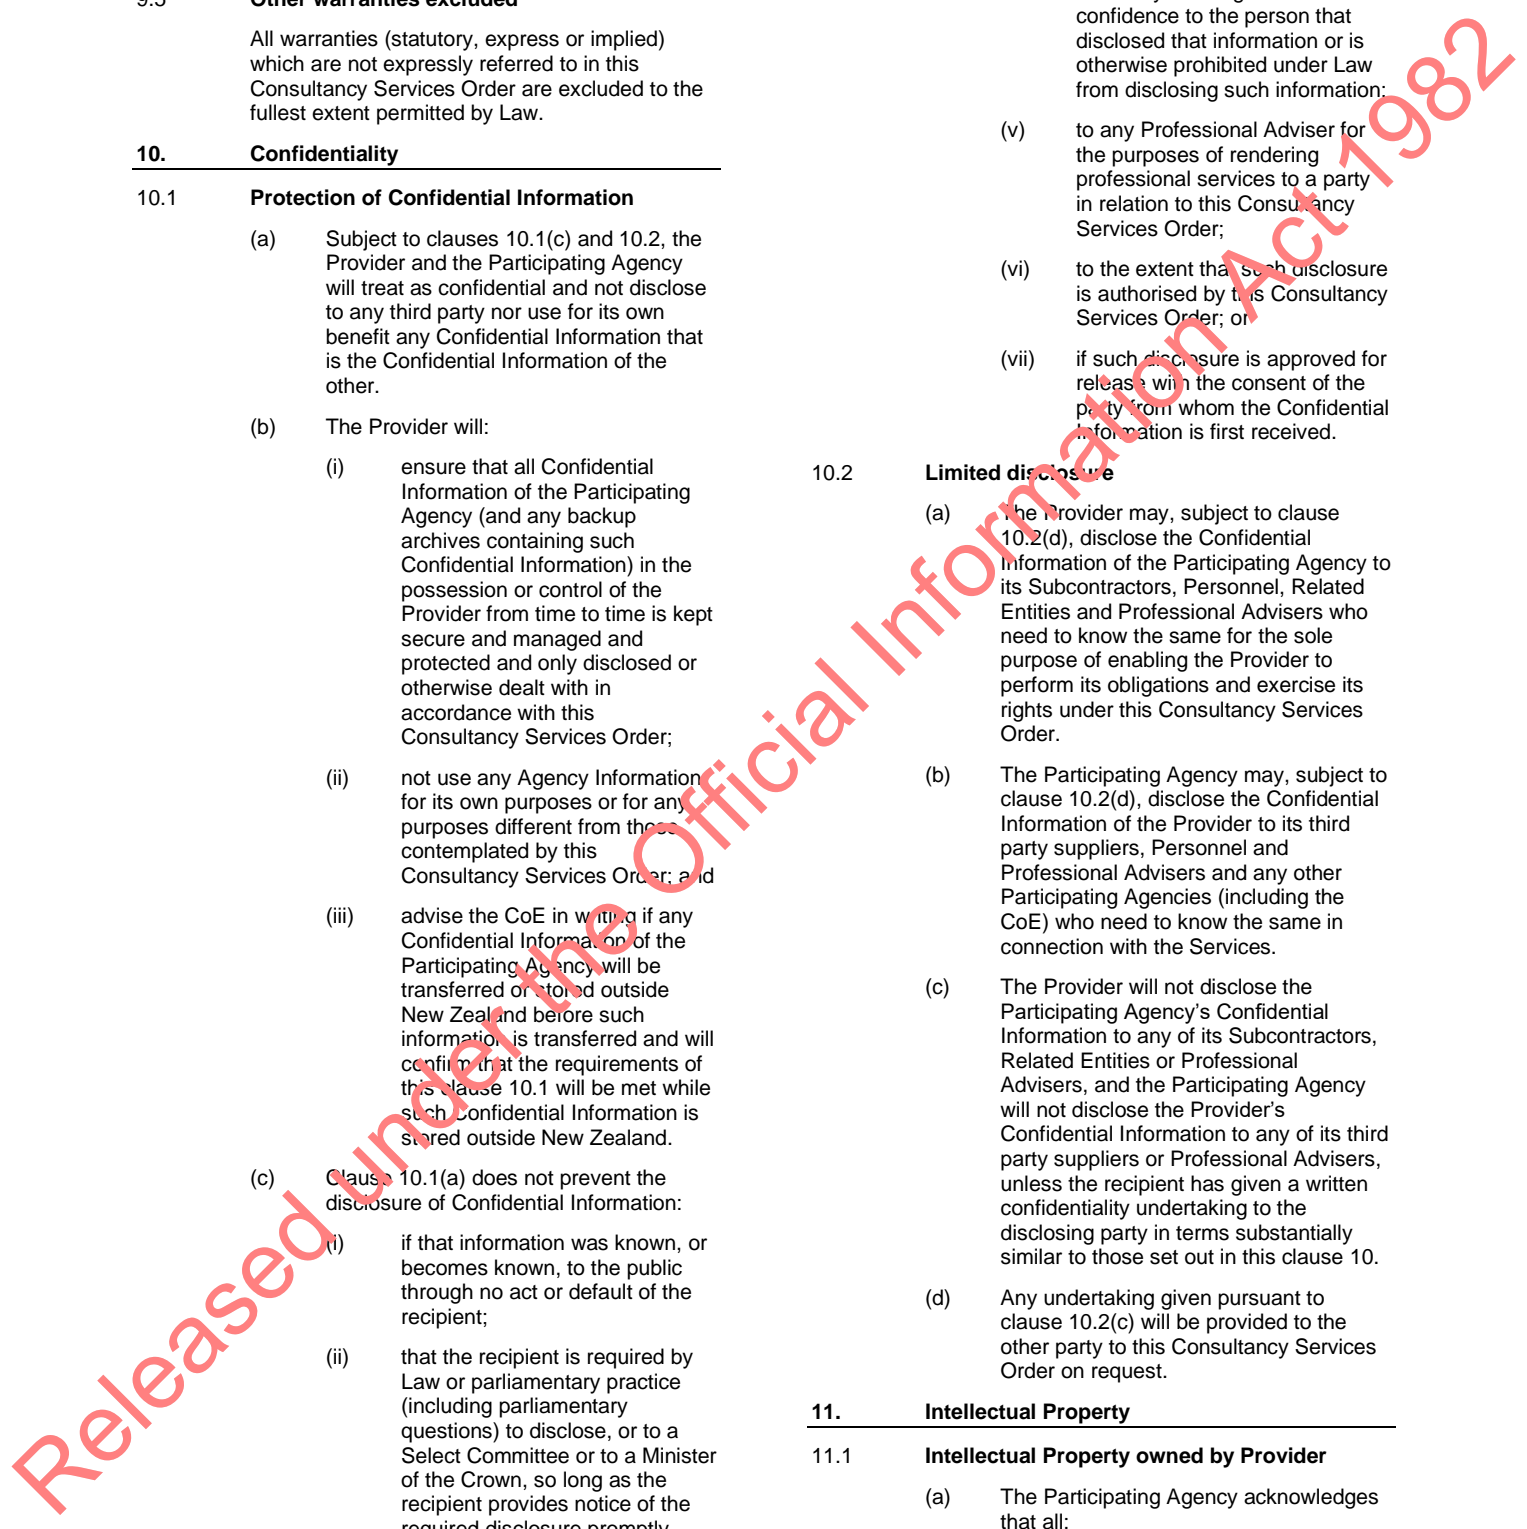 9.5 Other warranties excluded
All warranties (statutory, express or implied)
which are not expressly referred to in this
Consultancy Services Order are excluded to the
fullest extent permitted by Law.
10. Confidentiality
10.1 Protection of Confidential Information
(a) Subject to clauses 10.1(c) and 10.2, the
Provider and the Participating Agency
will treat as confidential and not disclose
to any third party nor use for its own
benefit any Confidential Information that
is the Confidential Information of the
other.
(b) The Provider will:
(i) ensure that all Confidential
Information of the Participating
Agency (and any backup
archives containing such
Confidential Information) in the
possession or control of the
Provider from time to time is kept
secure and managed and
protected and only disclosed or
otherwise dealt with in
accordance with this
Consultancy Services Order;
(ii) not use any Agency Information
for its own purposes or for any
purposes different from those
contemplated by this
Consultancy Services Order; and
(iii) advise the CoE in writing if any
Confidential Information of the
Participating Agency will be
transferred or stored outside
New Zealand before such
information is transferred and will
confirm that the requirements of
this clause 10.1 will be met while
such Confidential Information is
stored outside New Zealand.
(c) Clause 10.1(a) does not prevent the
disclosure of Confidential Information:
(i) if that information was known, or
becomes known, to the public
through no act or default of the
recipient;
(ii) that the recipient is required by
Law or parliamentary practice
(including parliamentary
questions) to disclose, or to a
Select Committee or to a Minister
of the Crown, so long as the
recipient provides notice of the
required disclosure promptly
confidence to the person that
disclosed that information or is
otherwise prohibited under Law
from disclosing such information;
(v) to any Professional Adviser for
the purposes of rendering
professional services to a party
in relation to this Consultancy
Services Order;
(vi) to the extent that such disclosure
is authorised by this Consultancy
Services Order; or
(vii) if such disclosure is approved for
release with the consent of the
party from whom the Confidential
Information is first received.
10.2 Limited disclosure
(a) The Provider may, subject to clause
10.2(d), disclose the Confidential
Information of the Participating Agency to
its Subcontractors, Personnel, Related
Entities and Professional Advisers who
need to know the same for the sole
purpose of enabling the Provider to
perform its obligations and exercise its
rights under this Consultancy Services
Order.
(b) The Participating Agency may, subject to
clause 10.2(d), disclose the Confidential
Information of the Provider to its third
party suppliers, Personnel and
Professional Advisers and any other
Participating Agencies (including the
CoE) who need to know the same in
connection with the Services.
(c) The Provider will not disclose the
Participating Agency's Confidential
Information to any of its Subcontractors,
Related Entities or Professional
Advisers, and the Participating Agency
will not disclose the Provider's
Confidential Information to any of its third
party suppliers or Professional Advisers,
unless the recipient has given a written
confidentiality undertaking to the
disclosing party in terms substantially
similar to those set out in this clause 10.
(d) Any undertaking given pursuant to
clause 10.2(c) will be provided to the
other party to this Consultancy Services
Order on request.
11. Intellectual Property
11.1 Intellectual Property owned by Provider
(a) The Participating Agency acknowledges
that all:
Released under the Official Information Act 1982